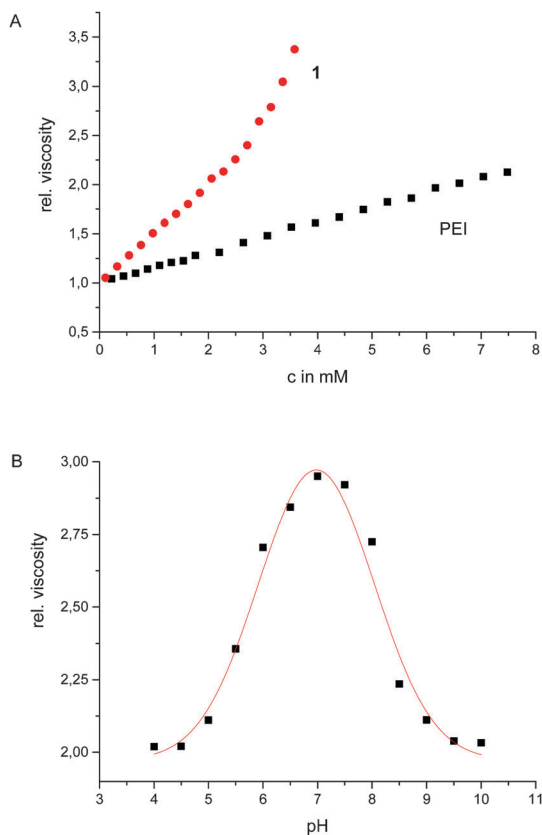 A
3,5
3,0
2,5
2,0
1,5
1,0
0,5
rel. viscosity
1
PEI
0 1 2 3 4 5 6 7 8
c in mM
B
3,00
2,75
2,50
2,25
2,00
rel. viscosity
3 4 5 6 7 8 9 10 11
pH